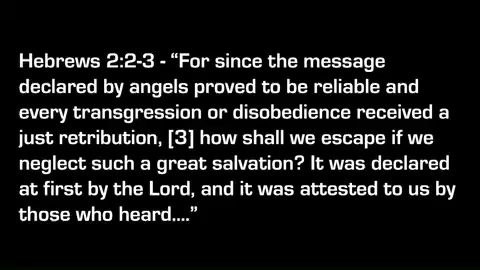 Hebrews 2:2-3 - “For since the message
declared by angels proved to be reliable and
every transgression or disobedience received a
just retribution, [3] how shall we escape if we
neglect such a great salvation? It was declared
at first by the Lord, and it was attested to us by
those who heard....”